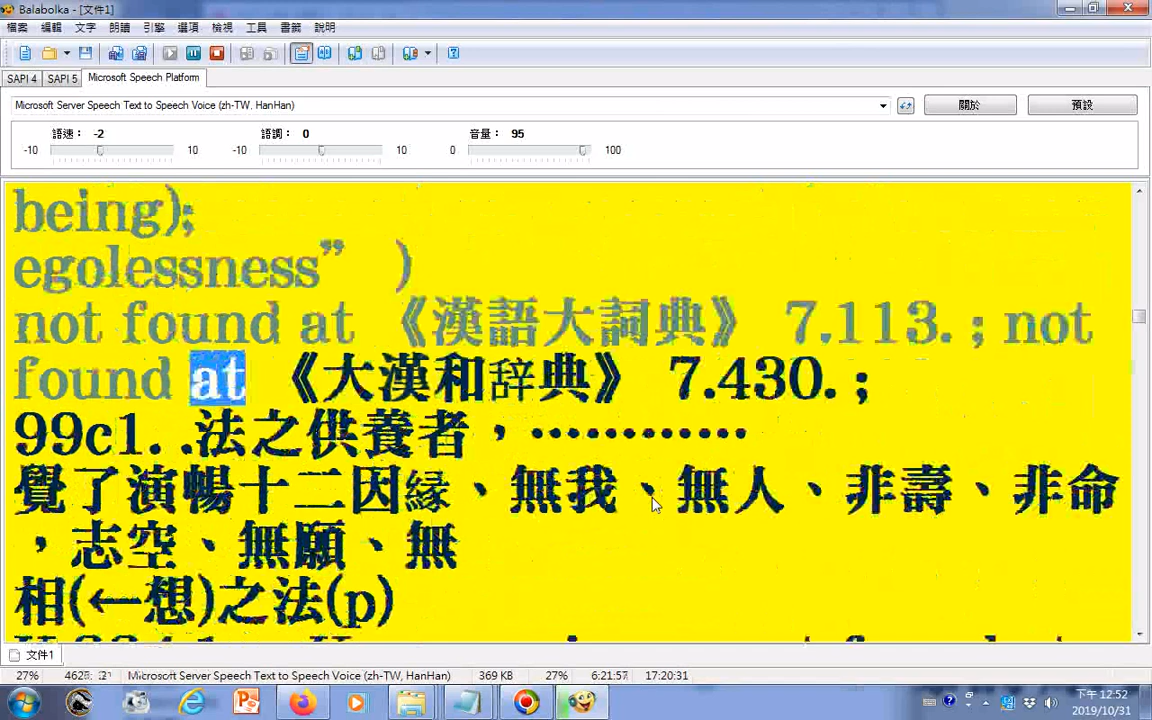 Balabolka - [文件1]
檔案 編輯 文字 朗讀 引擎 選項 檢視 工具 書籤 說明
SAPI 4 SAPI 5 Microsoft Speech Platform
Microsoft Server Speech Text to Speech Voice (zh-TW, HanHan) 關於 預設
語速： -2 語調： 0 音量： 95
-10 10 -10 10 0 100
being);
egolessness” )
not found at 《漢語大詞典》 7.113. ; not
found at 《大漢和辞典》 7.430. ;
99c1. .法之供養者，…………
覺了演暢十二因縁、無我、無人、非壽、非命
，志空、無願、無
相(←想)之法(p)
文件1
27% Microsoft Server Speech Text to Speech Voice (zh-TW, HanHan) 369 KB 27% 6:21:57 17:20:31
下午 12:52
2019/10/31